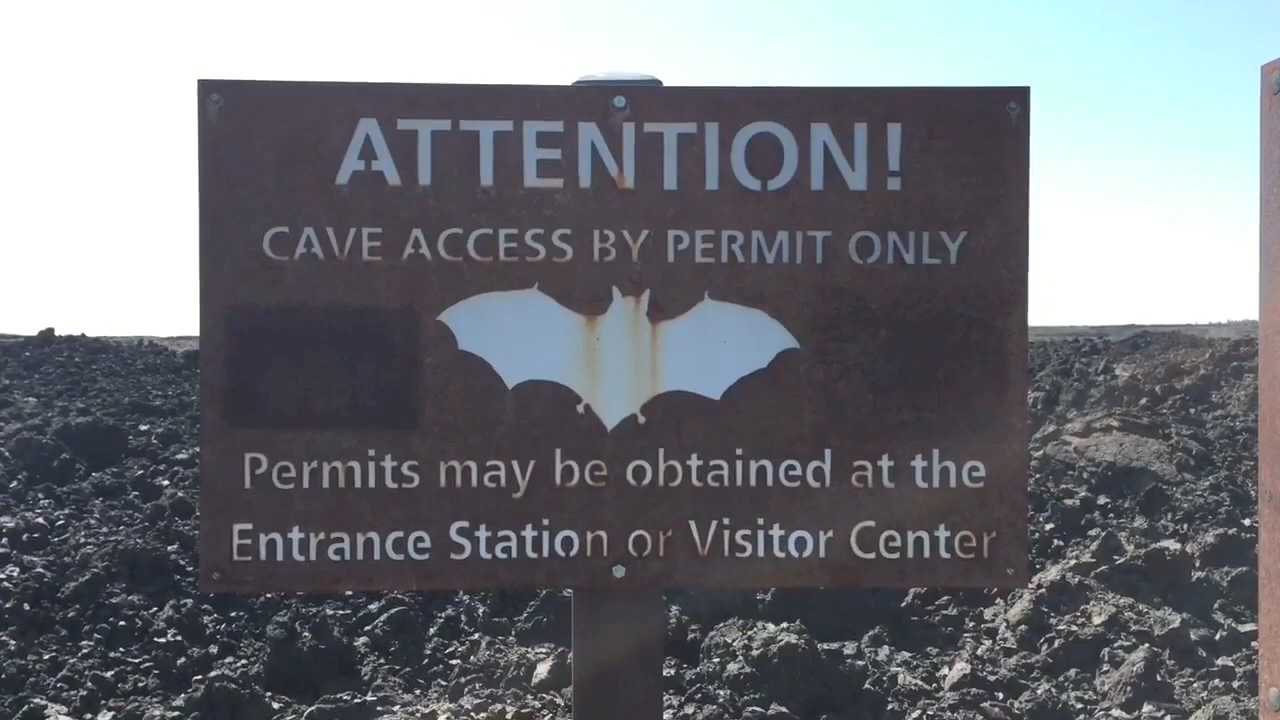 ATTENTION!
CAVE ACCESS BY PERMIT ONLY
Permits may be obtained at the
Entrance Station or Visitor Center